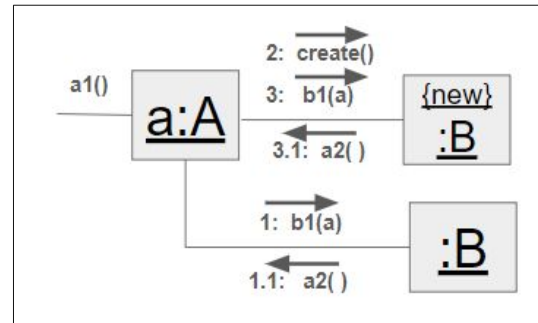 a1()
a:A
2: create()
3: b1(a)
3.1: a2( )
{new}
:B
1: b1(a)
1.1: a2( )
:B